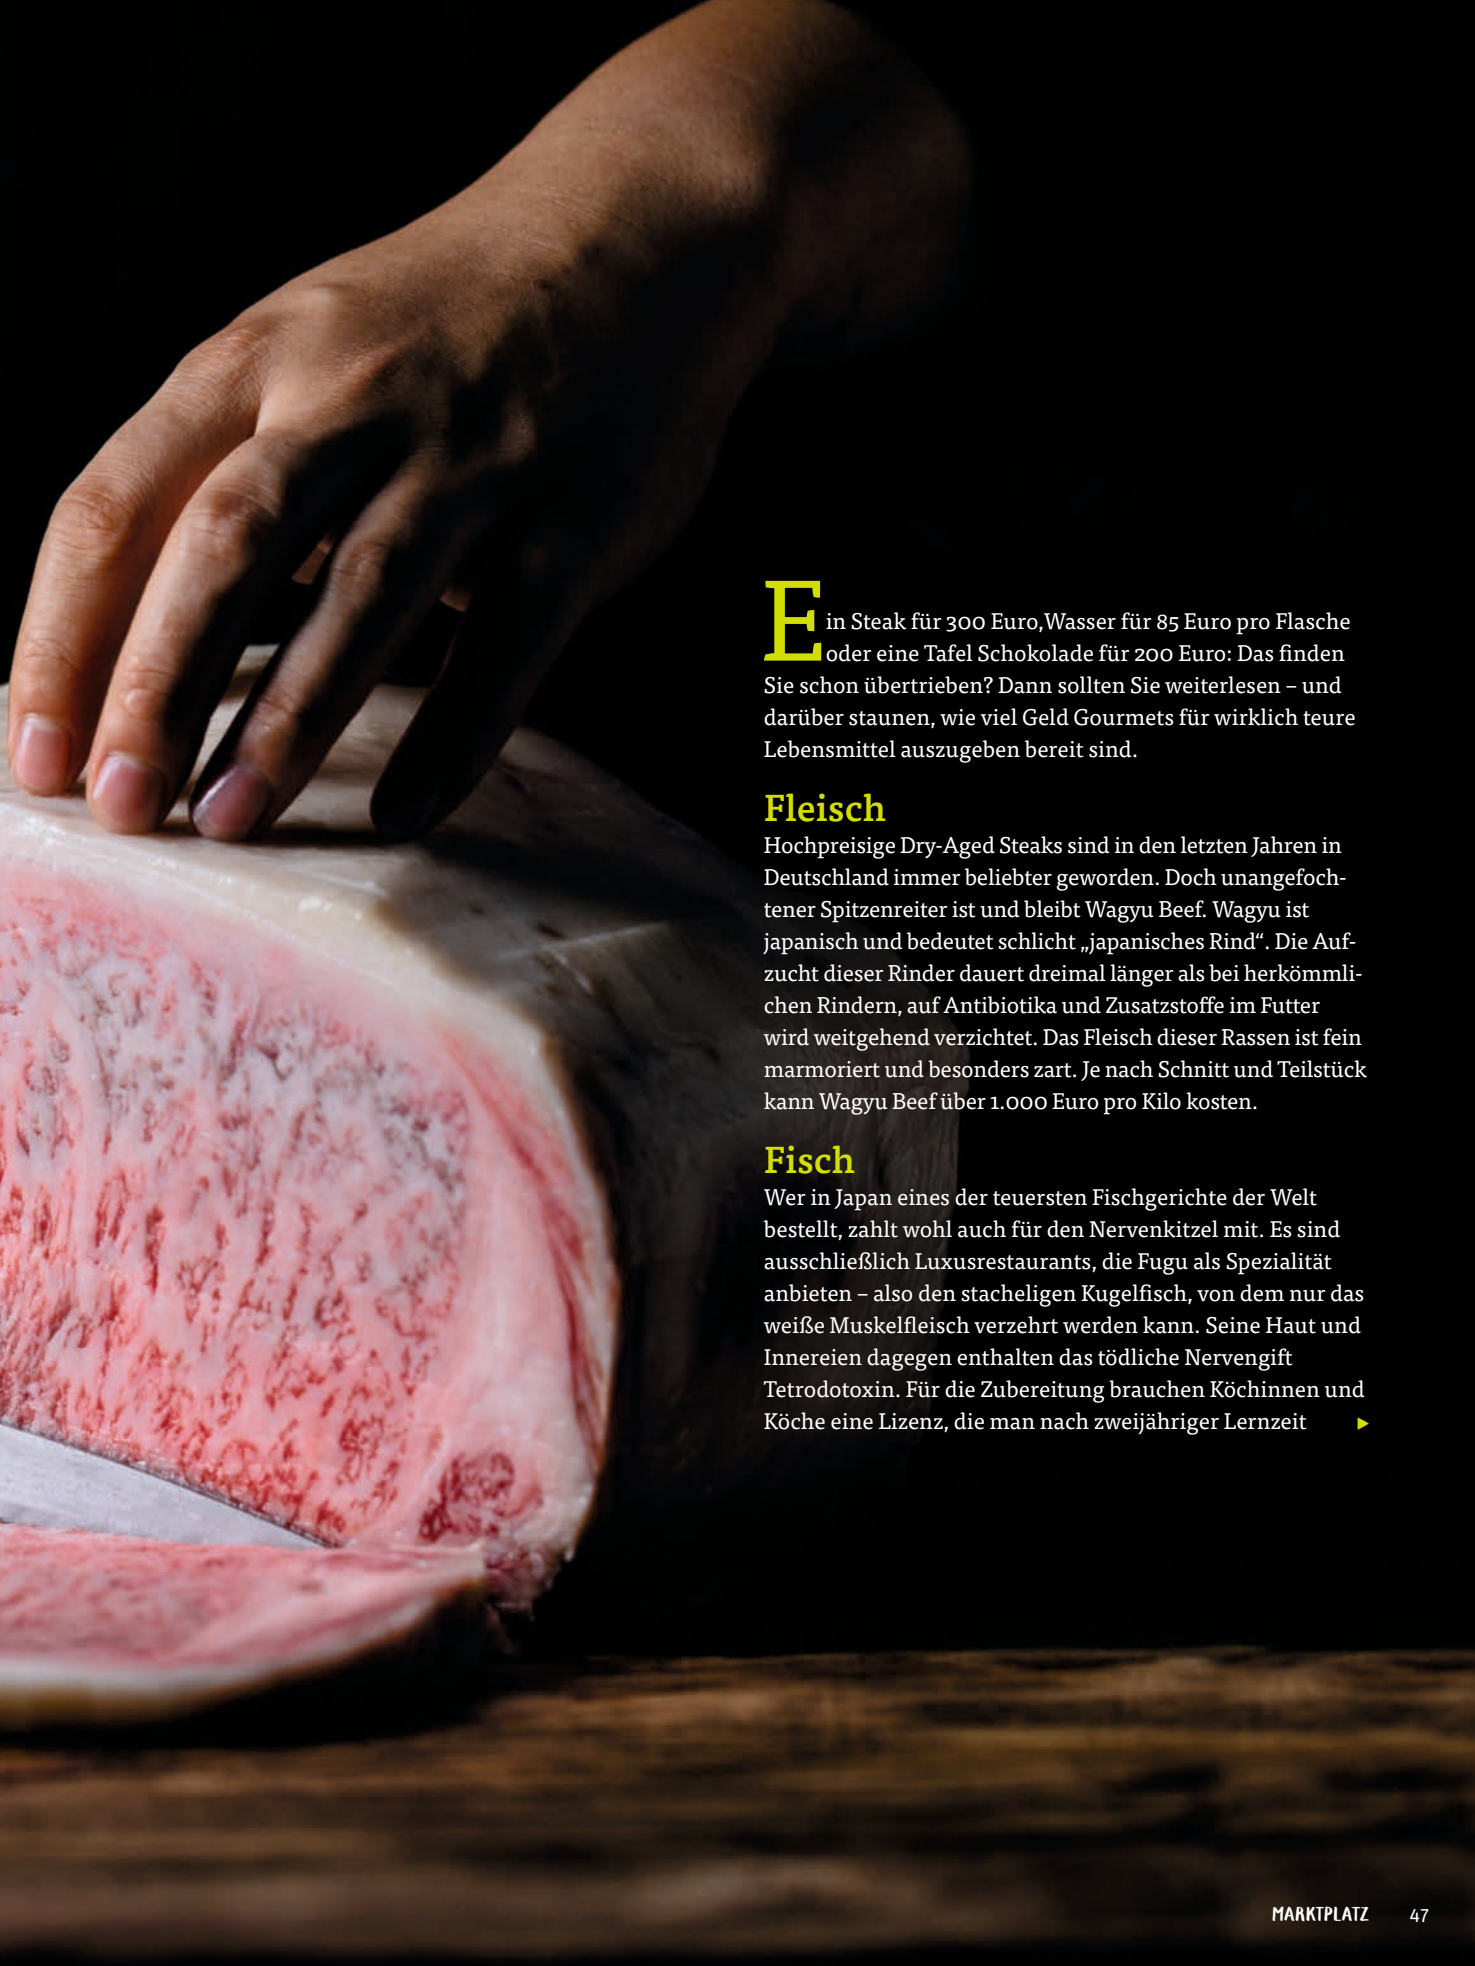 Ein Steak für 300 Euro,Wasser für 85 Euro pro Flasche
oder eine Tafel Schokolade für 200 Euro: Das finden
Sie schon übertrieben? Dann sollten Sie weiterlesen – und
darüber staunen, wie viel Geld Gourmets für wirklich teure
Lebensmittel auszugeben bereit sind.
Fleisch
Hochpreisige Dry-Aged Steaks sind in den letzten Jahren in
Deutschland immer beliebter geworden. Doch unangefoch-
tener Spitzenreiter ist und bleibt Wagyu Beef. Wagyu ist
japanisch und bedeutet schlicht „japanisches Rind“. Die Auf-
zucht dieser Rinder dauert dreimal länger als bei herkömmli-
chen Rindern, auf Antibiotika und Zusatzstoffe im Futter
wird weitgehend verzichtet. Das Fleisch dieser Rassen ist fein
marmoriert und besonders zart. Je nach Schnitt und Teilstück
kann Wagyu Beef über 1.000 Euro pro Kilo kosten.
Fisch
Wer in Japan eines der teuersten Fischgerichte der Welt
bestellt, zahlt wohl auch für den Nervenkitzel mit. Es sind
ausschließlich Luxusrestaurants, die Fugu als Spezialität
anbieten – also den stacheligen Kugelfisch, von dem nur das
weiße Muskelfleisch verzehrt werden kann. Seine Haut und
Innereien dagegen enthalten das tödliche Nervengift
Tetrodotoxin. Für die Zubereitung brauchen Köchinnen und
Köche eine Lizenz, die man nach zweijähriger Lernzeit ▶
MARKTPLATZ 47